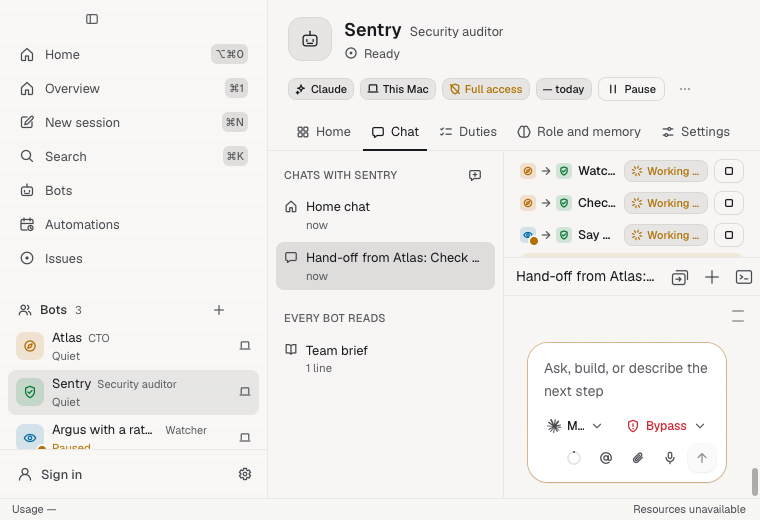 Home ⌥⌘0
Overview ⌘1
New session ⌘N
Search ⌘K
Bots
Automations
Issues
Bots 3
Atlas CTO
Quiet
Sentry Security auditor
Quiet
Argus with a rat... Watcher
Paused
Sign in
Usage —
Sentry Security auditor
Ready
Claude
This Mac
Full access
— today
Pause
Home
Chat
Duties
Role and memory
Settings
CHATS WITH SENTRY
Home chat
now
Hand-off from Atlas: Check ...
now
EVERY BOT READS
Team brief
1 line
Watc... Working ...
Chec... Working ...
Say ... Working ...
Hand-off from Atlas:...
Ask, build, or describe the
next step
M... Bypass
Resources unavailable